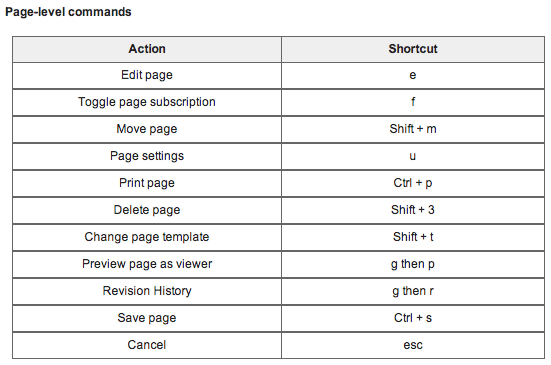 Page-level commands
Action Shortcut
Edit page e
Toggle page subscription f
Move page Shift + m
Page settings u
Print page Ctrl + p
Delete page Shift + 3
Change page template Shift + t
Preview page as viewer g then p
Revision History g then r
Save page Ctrl + s
Cancel esc